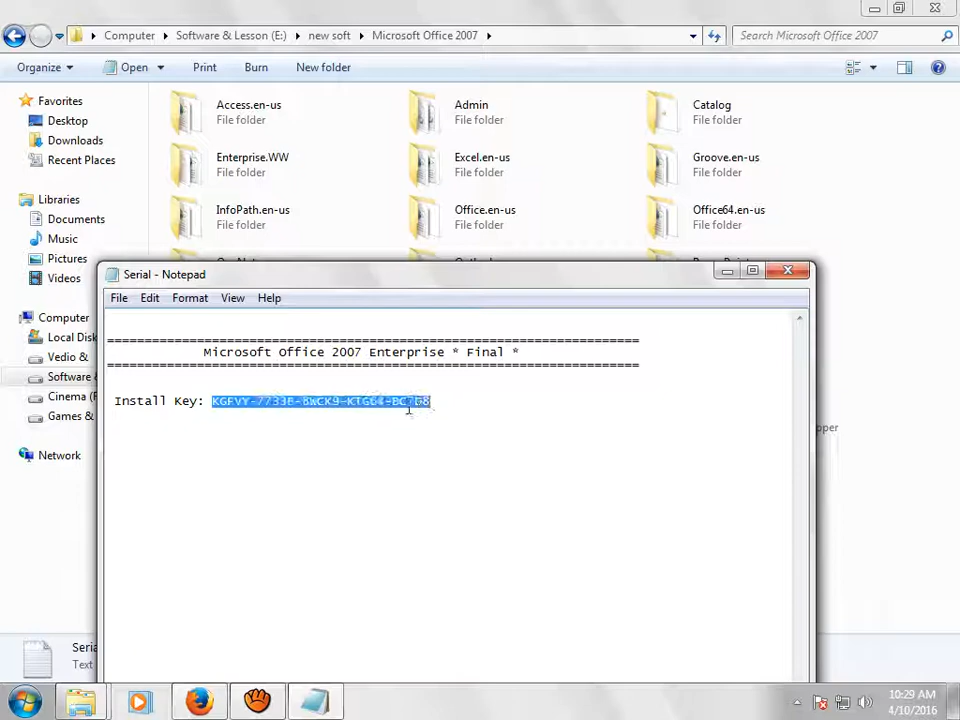 Computer Software & Lesson (E:) new soft Microsoft Office 2007
Search Microsoft Office 2007
Organize Open Print Burn New folder
Favorites
Desktop
Downloads
Recent Places
Libraries
Documents
Music
Pictures
Videos
Computer
Local Disk
Vedio &
Software &
Cinema (
Games &
Network
Access.en-us
File folder
Admin
File folder
Catalog
File folder
Enterprise.WW
File folder
Excel.en-us
File folder
Groove.en-us
File folder
InfoPath.en-us
File folder
Office.en-us
File folder
Office64.en-us
File folder
Serial - Notepad
File Edit Format View Help
Microsoft Office 2007 Enterprise * Final *
Install Key:
Text
10:29 AM
4/10/2016